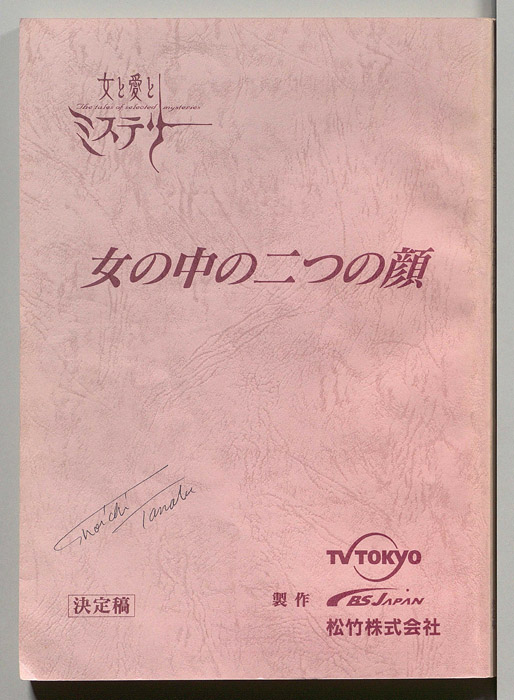 女と愛と
The tales of selected mysteries
ミステリー
女の中の二つの顔
Shoichi
Tanabe
TV TOKYO
製作 BS JAPAN
決定稿
松竹株式会社